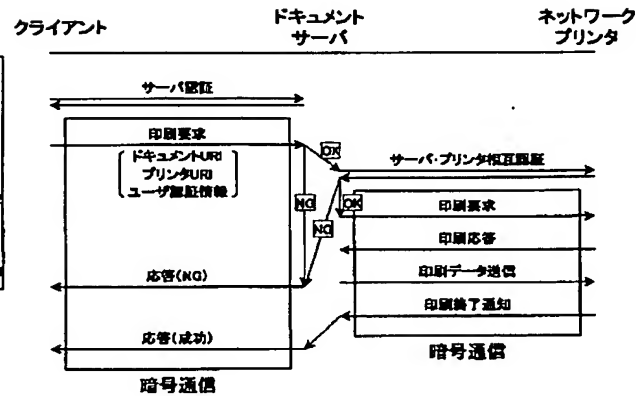 クライアント
ドキュメント
サーバ
ネットワーク
プリンタ
サーバ認証
印刷要求
ドキュメントURI
プリンタURI
ユーザ認証情報
OK
サーバ・プリンタ相互認証
NG
OK
NG
印刷要求
印刷応答
応答(NG)
印刷データ送信
印刷終了通知
応答(成功)
暗号通信
暗号通信